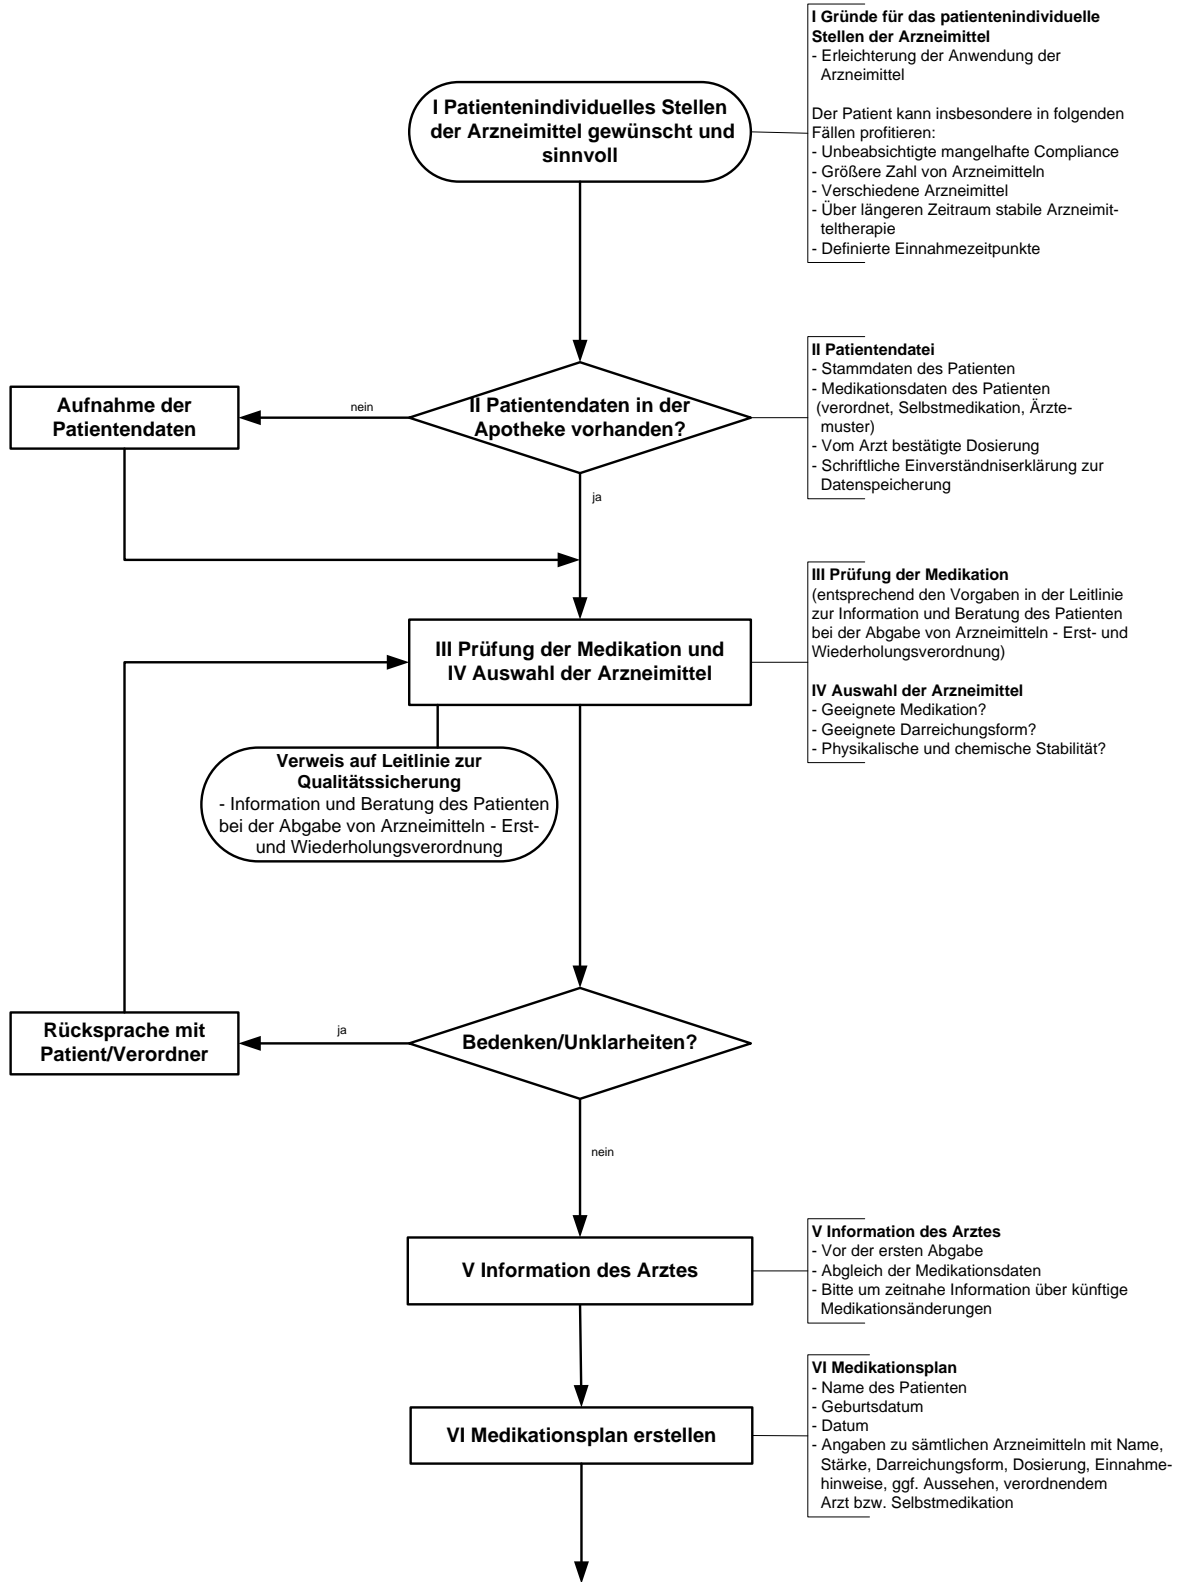 I Gründe für das patientenindividuelle
Stellen der Arzneimittel
- Erleichterung der Anwendung der
Arzneimittel
Der Patient kann insbesondere in folgenden
Fällen profitieren:
- Unbeabsichtigte mangelhafte Compliance
- Größere Zahl von Arzneimitteln
- Verschiedene Arzneimittel
- Über längeren Zeitraum stabile Arzneimit-
teltherapie
- Definierte Einnahmezeitpunkte
I Patientenindividuelles Stellen
der Arzneimittel gewünscht und
sinnvoll
II Patientendatei
- Stammdaten des Patienten
- Medikationsdaten des Patienten
(verordnet, Selbstmedikation, Ärzte-
muster)
- Vom Arzt bestätigte Dosierung
- Schriftliche Einverständniserklärung zur
Datenspeicherung
II Patientendaten in der
Apotheke vorhanden?
nein
Aufnahme der
Patientendaten
ja
III Prüfung der Medikation
(entsprechend den Vorgaben in der Leitlinie
zur Information und Beratung des Patienten
bei der Abgabe von Arzneimitteln - Erst- und
Wiederholungsverordnung)
IV Auswahl der Arzneimittel
- Geeignete Medikation?
- Geeignete Darreichungsform?
- Physikalische und chemische Stabilität?
III Prüfung der Medikation und
IV Auswahl der Arzneimittel
Verweis auf Leitlinie zur
Qualitätssicherung
- Information und Beratung des Patienten
bei der Abgabe von Arzneimitteln - Erst-
und Wiederholungsverordnung
Bedenken/Unklarheiten?
ja
Rücksprache mit
Patient/Verordner
nein
V Information des Arztes
V Information des Arztes
- Vor der ersten Abgabe
- Abgleich der Medikationsdaten
- Bitte um zeitnahe Information über künftige
Medikationsänderungen
VI Medikationsplan erstellen
VI Medikationsplan
- Name des Patienten
- Geburtsdatum
- Datum
- Angaben zu sämtlichen Arzneimitteln mit Name,
Stärke, Darreichungsform, Dosierung, Einnahme-
hinweise, ggf. Aussehen, verordnendem
Arzt bzw. Selbstmedikation